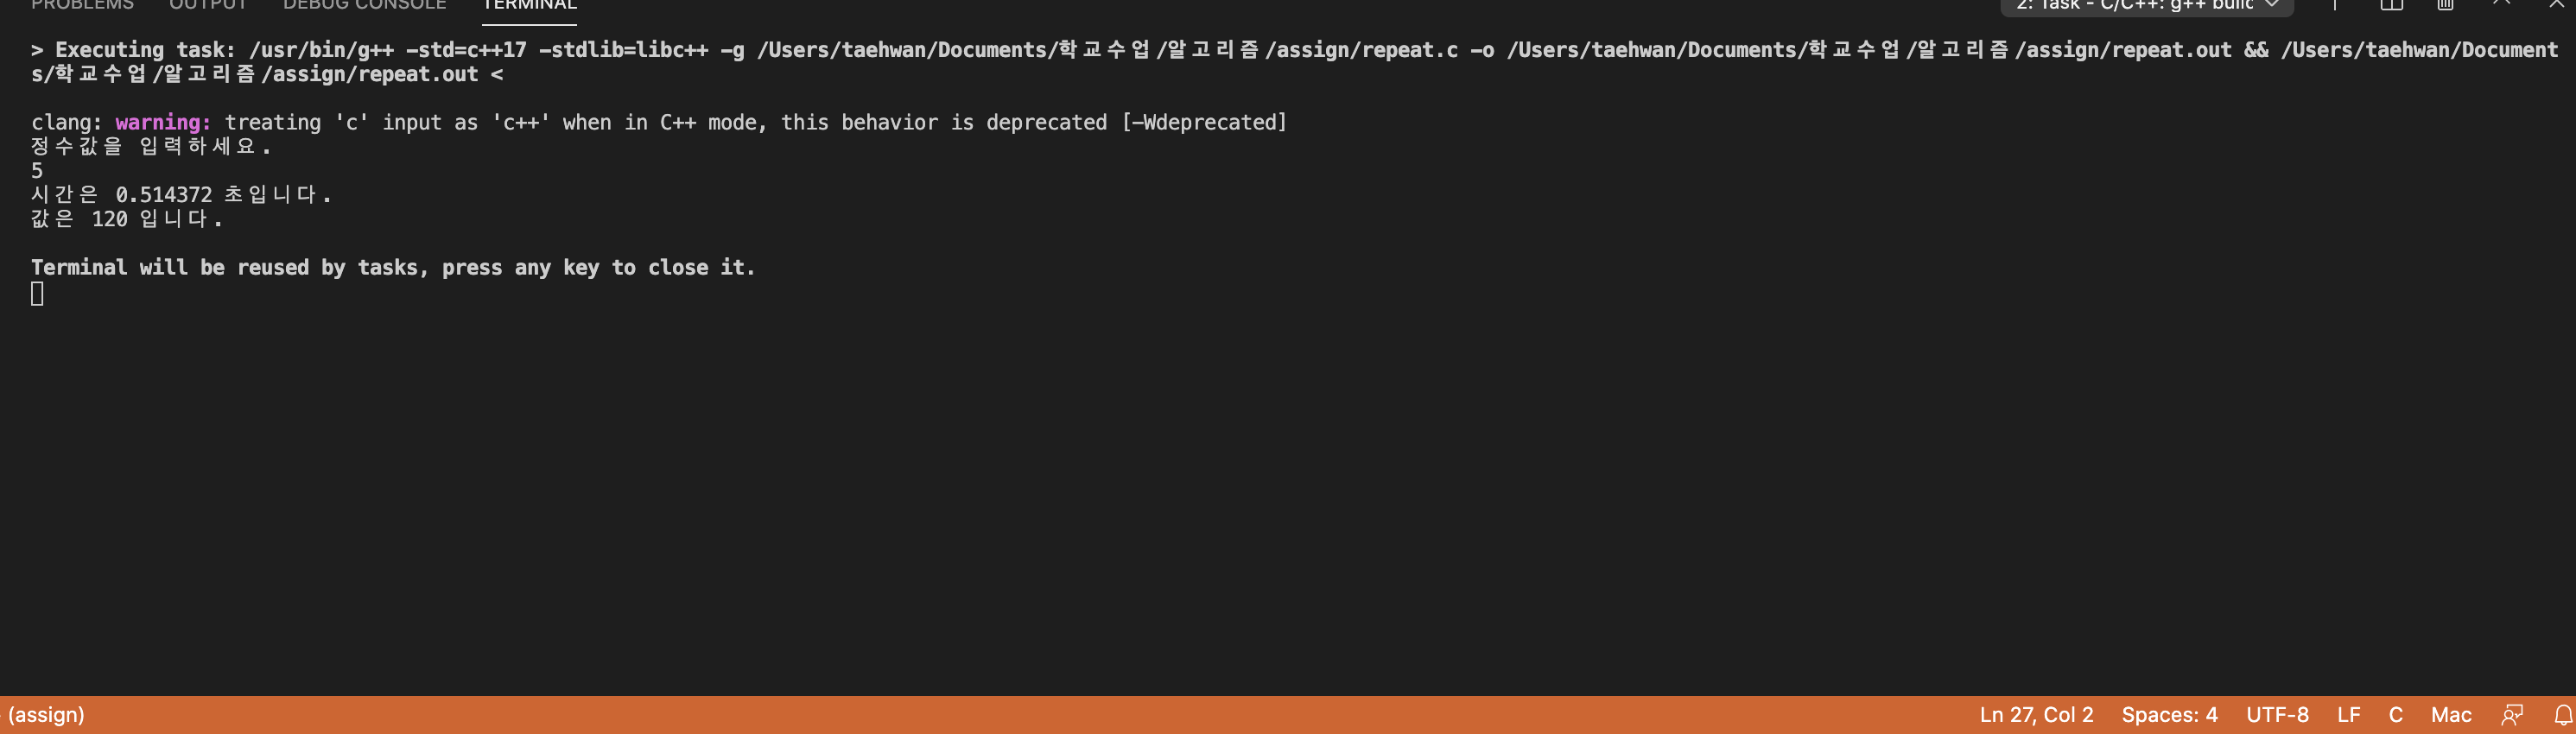 PROBLEMS OUTPUT DEBUG CONSOLE TERMINAL 2: Task - C/C++: g++ build
> Executing task: /usr/bin/g++ -std=c++17 -stdlib=libc++ -g /Users/taehwan/Documents/학교수업/알고리즘/assign/repeat.c -o /Users/taehwan/Documents/학교수업/알고리즘/assign/repeat.out && /Users/taehwan/Document
s/학교수업/알고리즘/assign/repeat.out <
clang: warning: treating 'c' input as 'c++' when in C++ mode, this behavior is deprecated [-Wdeprecated]
정수값을 입력하세요.
5
시간은 0.514372 초입니다.
값은 120 입니다.
Terminal will be reused by tasks, press any key to close it.
(assign) Ln 27, Col 2 Spaces: 4 UTF-8 LF C Mac